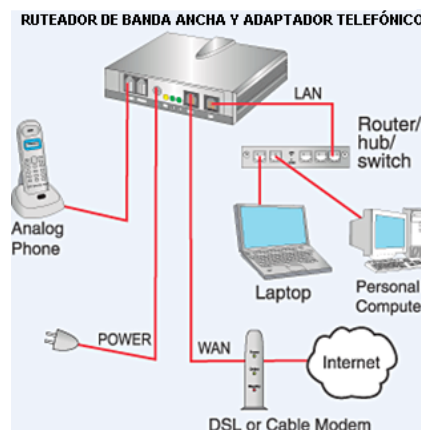 RUTEADOR DE BANDA ANCHA Y ADAPTADOR TELEFÓNICO
LAN
Router/
hub/
switch
Analog
Phone
Laptop
Personal
Compute
POWER
WAN
Internet
DSL or Cable Modem